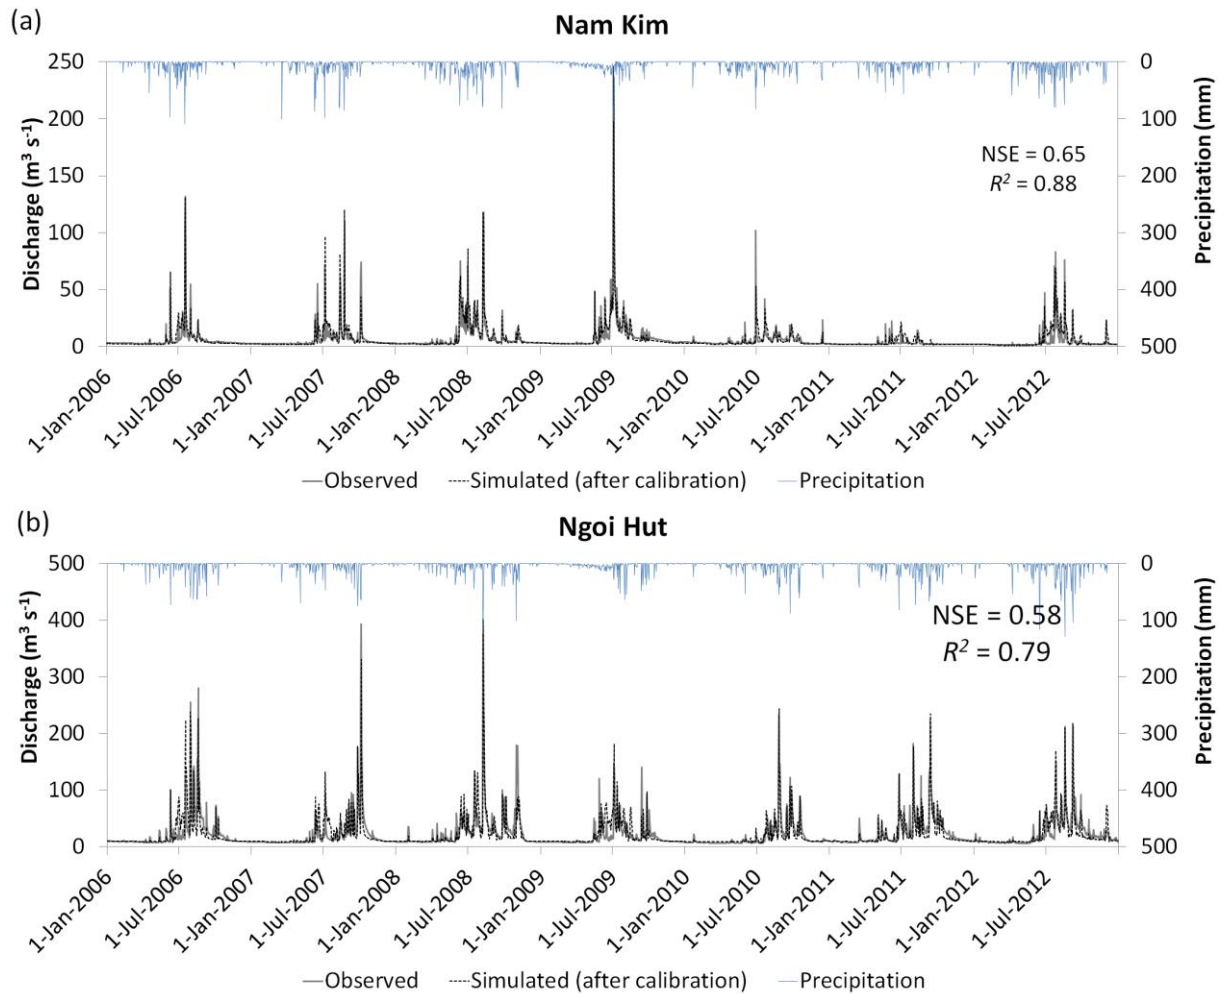 (a)
Nam Kim
250 200 150 100 50 0
Discharge (m³ s⁻¹)
0 100 200 300 400 500
Precipitation (mm)
NSE = 0.65
R² = 0.88
1-Jan-2006 1-Jul-2006 1-Jan-2007 1-Jul-2007 1-Jan-2008 1-Jul-2008 1-Jan-2009 1-Jul-2009 1-Jan-2010 1-Jul-2010 1-Jan-2011 1-Jul-2011 1-Jan-2012 1-Jul-2012
Observed Simulated (after calibration) Precipitation
(b)
Ngoi Hut
500 400 300 200 100 0
Discharge (m³ s⁻¹)
0 100 200 300 400 500
Precipitation (mm)
NSE = 0.58
R² = 0.79
1-Jan-2006 1-Jul-2006 1-Jan-2007 1-Jul-2007 1-Jan-2008 1-Jul-2008 1-Jan-2009 1-Jul-2009 1-Jan-2010 1-Jul-2010 1-Jan-2011 1-Jul-2011 1-Jan-2012 1-Jul-2012
Observed Simulated (after calibration) Precipitation